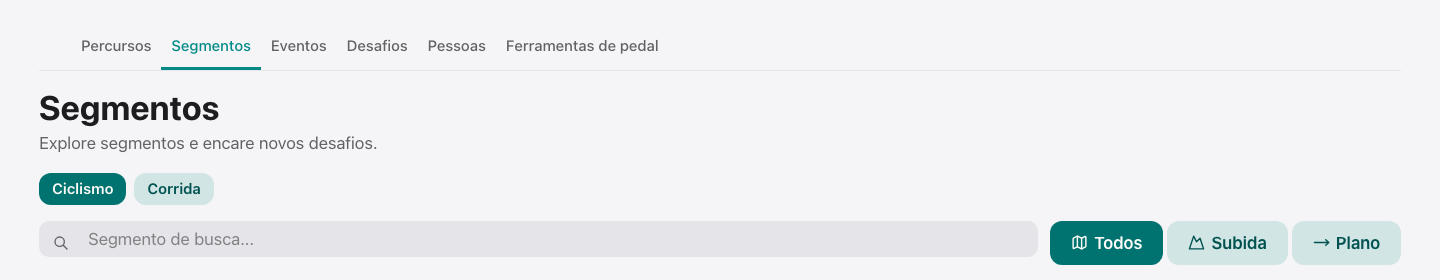 Percursos Segmentos Eventos Desafios Pessoas Ferramentas de pedal
Segmentos
Explore segmentos e encare novos desafios.
Ciclismo Corrida
Segmento de busca... Todos Subida Plano